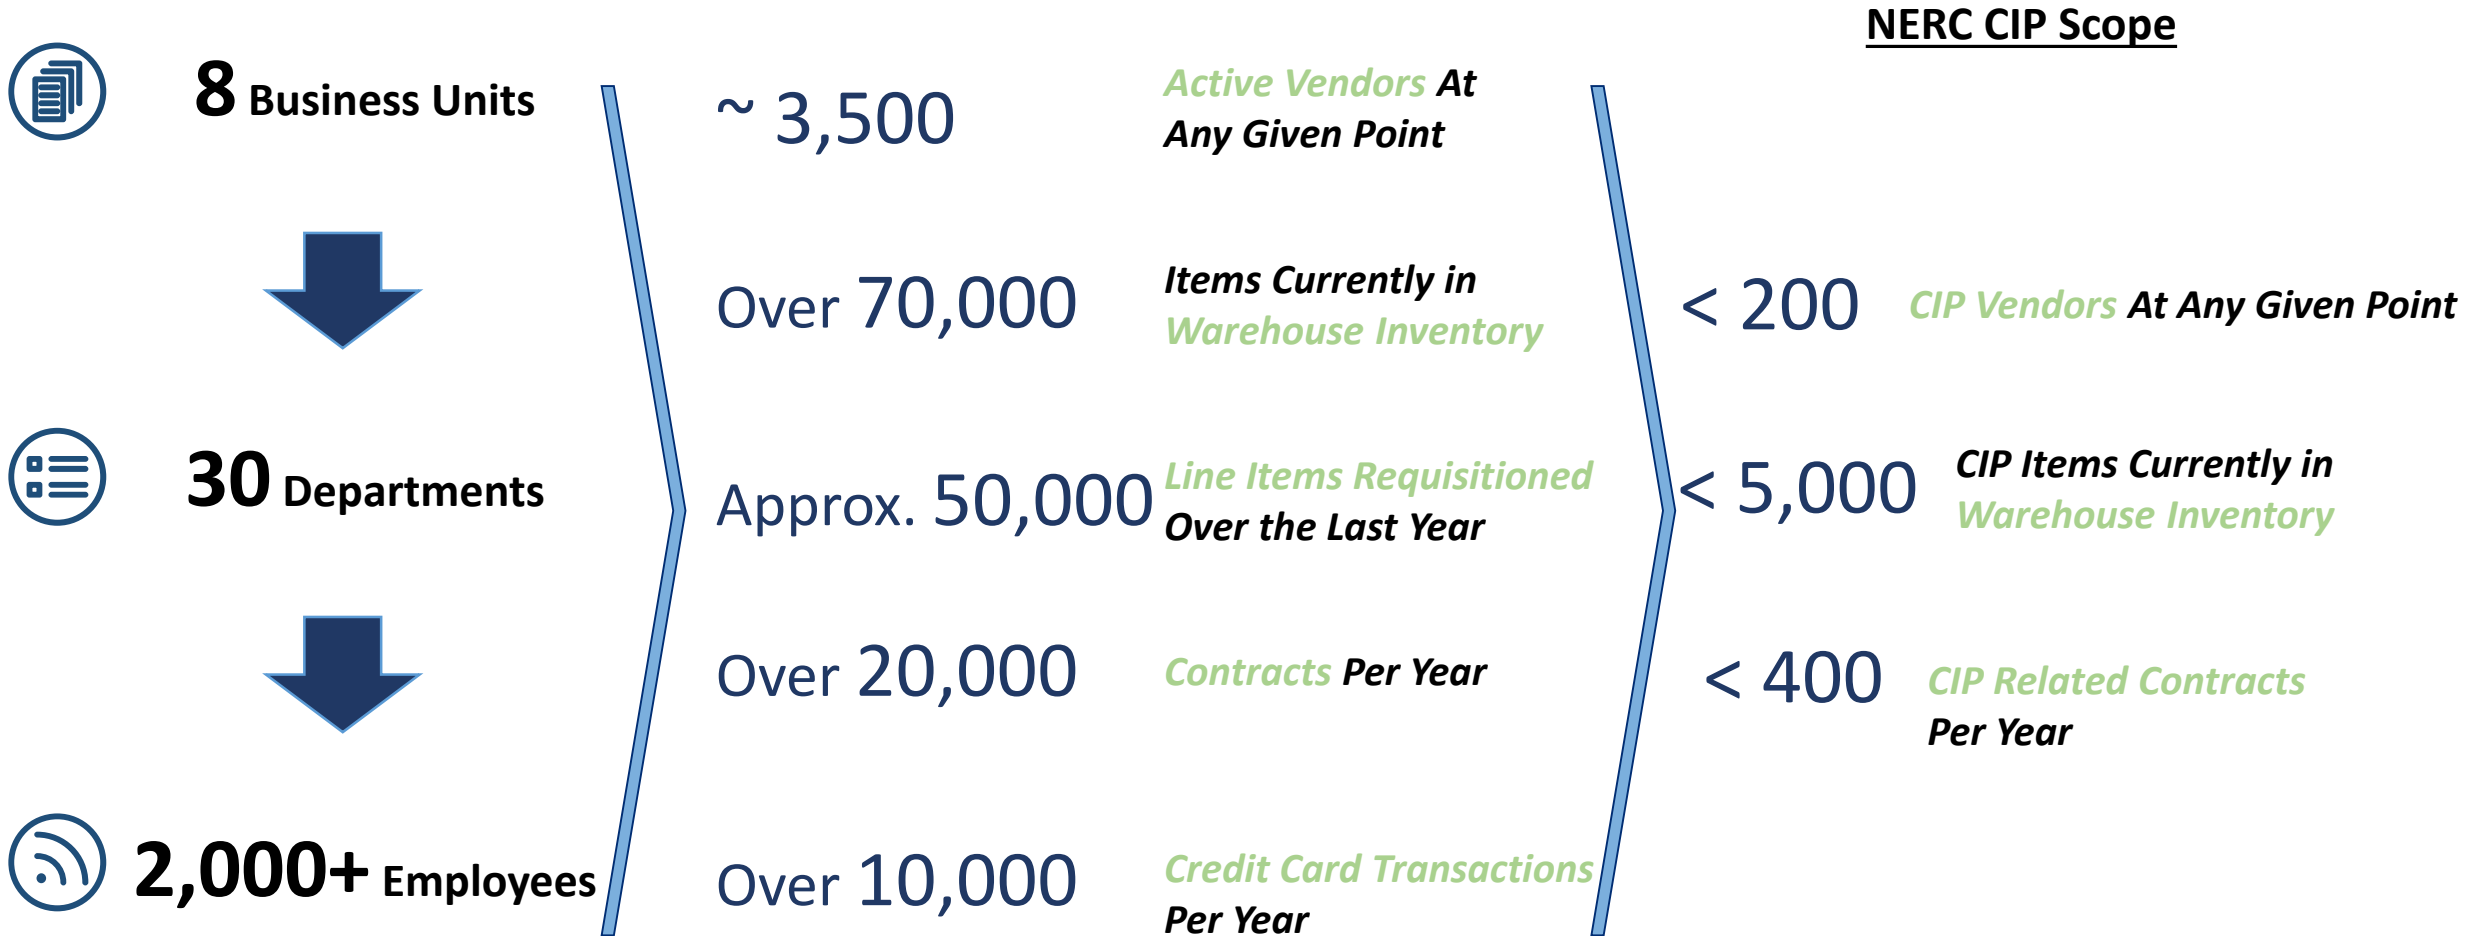 NERC CIP Scope
8 Business Units
30 Departments
2,000+ Employees
~ 3,500
Active Vendors At
Any Given Point
Over 70,000
Items Currently in
Warehouse Inventory
Approx. 50,000
Line Items Requisitioned
Over the Last Year
Over 20,000
Contracts Per Year
Over 10,000
Credit Card Transactions
Per Year
< 200
CIP Vendors At Any Given Point
< 5,000
CIP Items Currently in
Warehouse Inventory
< 400
CIP Related Contracts
Per Year